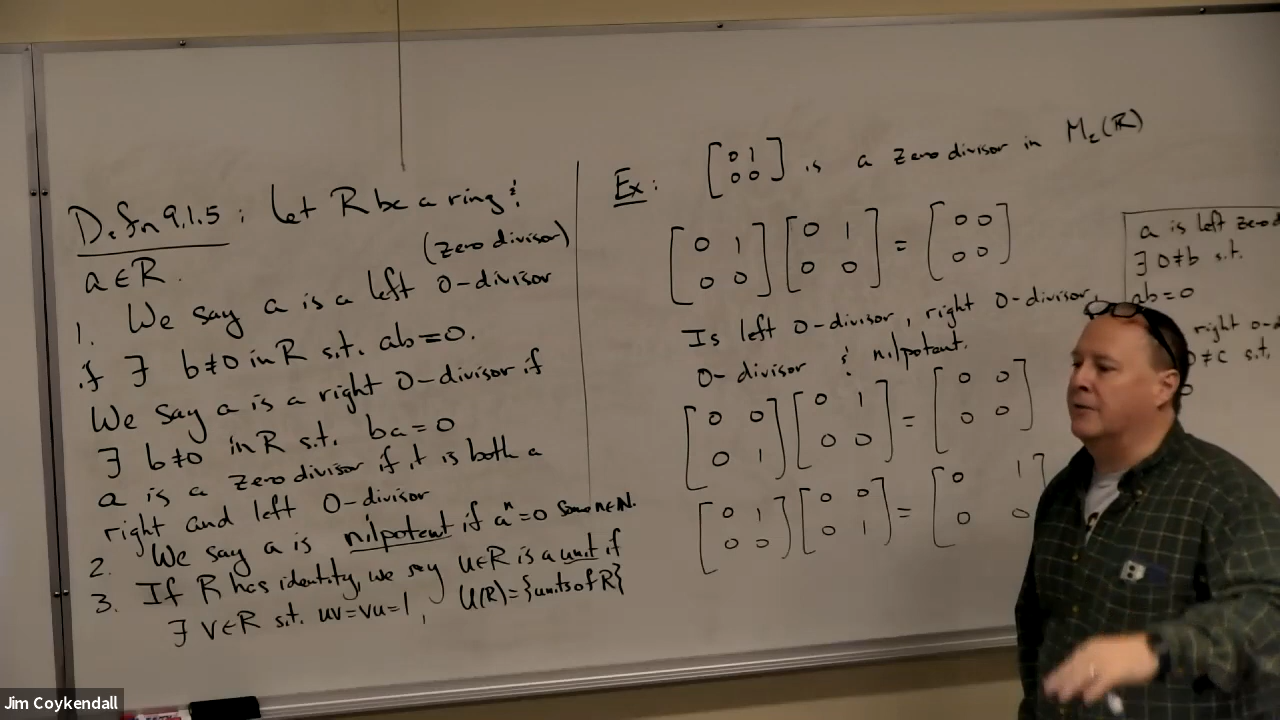 Defn 9.1.5: Let R be a ring &
a∈R.
(zero divisor)
1. We say a is a left 0-divisor
if ∃ b≠0 in R s.t. ab=0.
We say a is a right 0-divisor if
∃ b≠0 in R s.t. ba=0
a is a zero divisor if it is both a
right and left 0-divisor
2. We say a is nilpotent if aⁿ=0 some n∈ℕ.
3. If R has identity, we say u∈R is a unit if
∃ v∈R s.t. uv=vu=1, U(R)={units of R}
Ex: [0 1; 0 0] is a zero divisor in M₂(ℝ)
[0 1; 0 0] [0 1; 0 0] = [0 0; 0 0]
Is left 0-divisor, right 0-divisor,
0-divisor & nilpotent.
[0 0; 0 1] [0 1; 0 0] = [0 0; 0 0]
[0 1; 0 0] [0 0; 0 1] = [0 1; 0 0]
a is left zero
∃ 0≠b s.t.
ab=0
right 0-
0≠c s.t.
Jim Coykendall